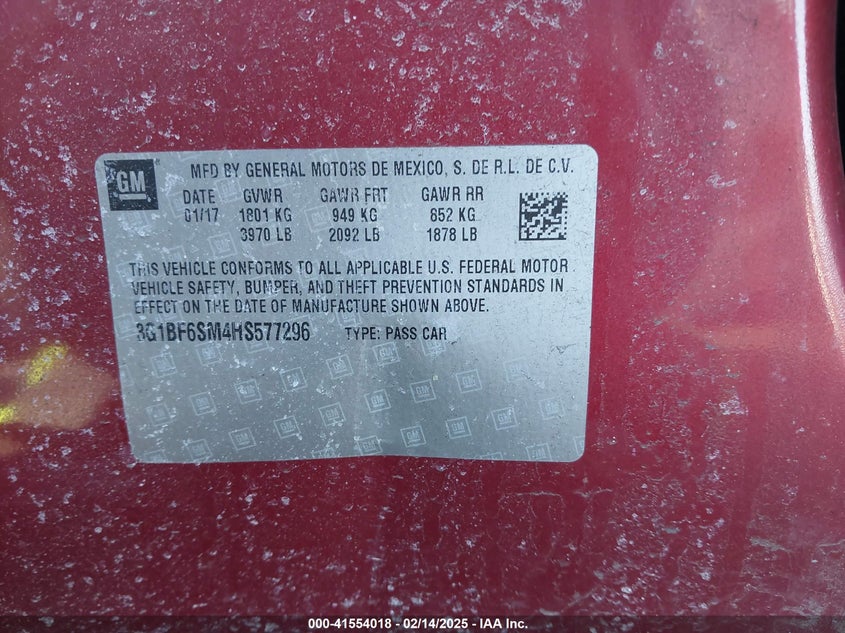 GM MFD BY GENERAL MOTORS DE MEXICO, S. DE R.L. DE C.V.
DATE GVWR GAWR FRT GAWR RR
01/17 1801 KG 949 KG 852 KG
3970 LB 2092 LB 1878 LB
THIS VEHICLE CONFORMS TO ALL APPLICABLE U.S. FEDERAL MOTOR
VEHICLE SAFETY, BUMPER, AND THEFT PREVENTION STANDARDS IN
EFFECT ON THE DATE OF MANUFACTURE SHOWN ABOVE.
3G1BF6SM4HS577296 TYPE: PASS CAR
000-41554018 - 02/14/2025 - IAA Inc.